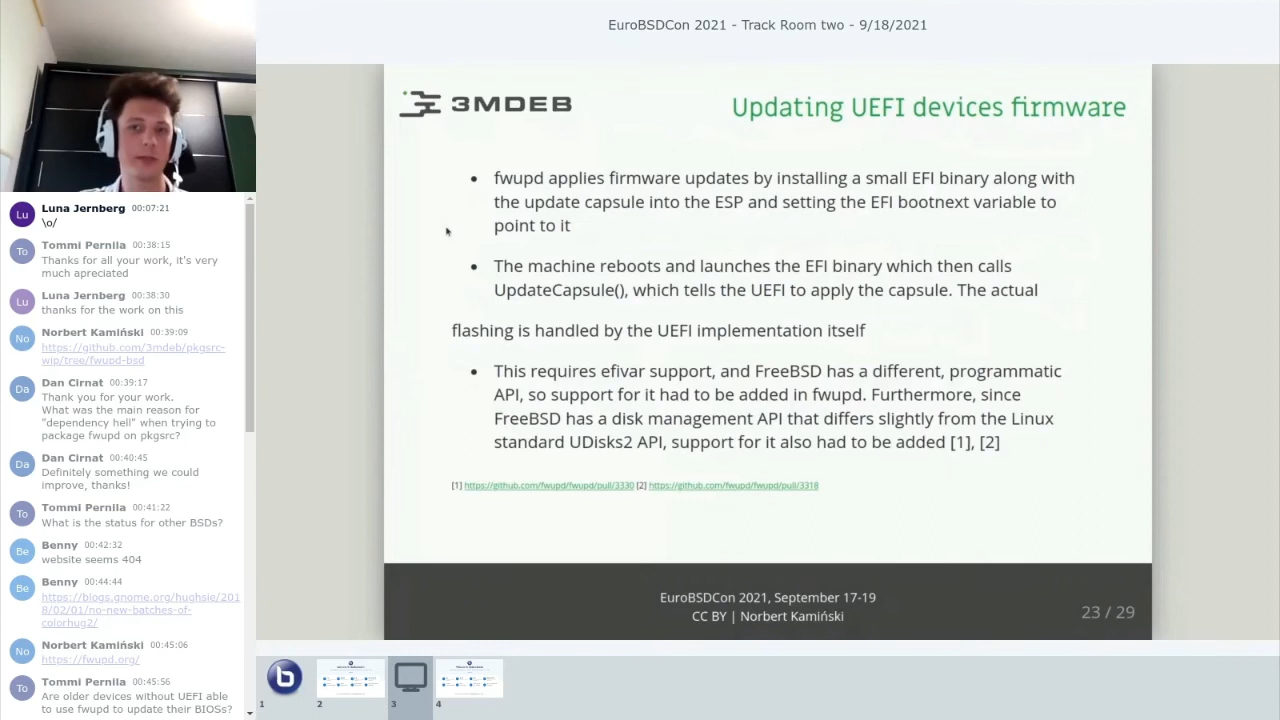 EuroBSDCon 2021 - Track Room two - 9/18/2021
3MDEB
Updating UEFI devices firmware
• fwupd applies firmware updates by installing a small EFI binary along with
the update capsule into the ESP and setting the EFI bootnext variable to
point to it
• The machine reboots and launches the EFI binary which then calls
UpdateCapsule(), which tells the UEFI to apply the capsule. The actual
flashing is handled by the UEFI implementation itself
• This requires efivar support, and FreeBSD has a different, programmatic
API, so support for it had to be added in fwupd. Furthermore, since
FreeBSD has a disk management API that differs slightly from the Linux
standard UDisks2 API, support for it also had to be added [1], [2]
[1] https://github.com/fwupd/fwupd/pull/3330 [2] https://github.com/fwupd/fwupd/pull/3318
EuroBSDCon 2021, September 17-19
CC BY | Norbert Kamiński
23 / 29
Lu
Luna Jernberg 00:07:21
\o/
To
Tommi Pernila 00:38:15
Thanks for all your work, it's very
much apreciated
Lu
Luna Jernberg 00:38:30
thanks for the work on this
No
Norbert Kamiński 00:39:09
https://github.com/3mdeb/pkgsrc-
wip/tree/fwupd-bsd
Da
Dan Cirnat 00:39:17
Thank you for your work.
What was the main reason for
"dependency hell" when trying to
package fwupd on pkgsrc?
Da
Dan Cirnat 00:40:45
Definitely something we could
improve, thanks!
To
Tommi Pernila 00:41:22
What is the status for other BSDs?
Be
Benny 00:42:32
website seems 404
Be
Benny 00:44:44
https://blogs.gnome.org/hughsie/201
8/02/01/no-new-batches-of-
colorhug2/
No
Norbert Kamiński 00:45:06
https://fwupd.org/
To
Tommi Pernila 00:45:56
Are older devices without UEFI able
to use fwupd to update their BIOSs?
b
1
2
3
4